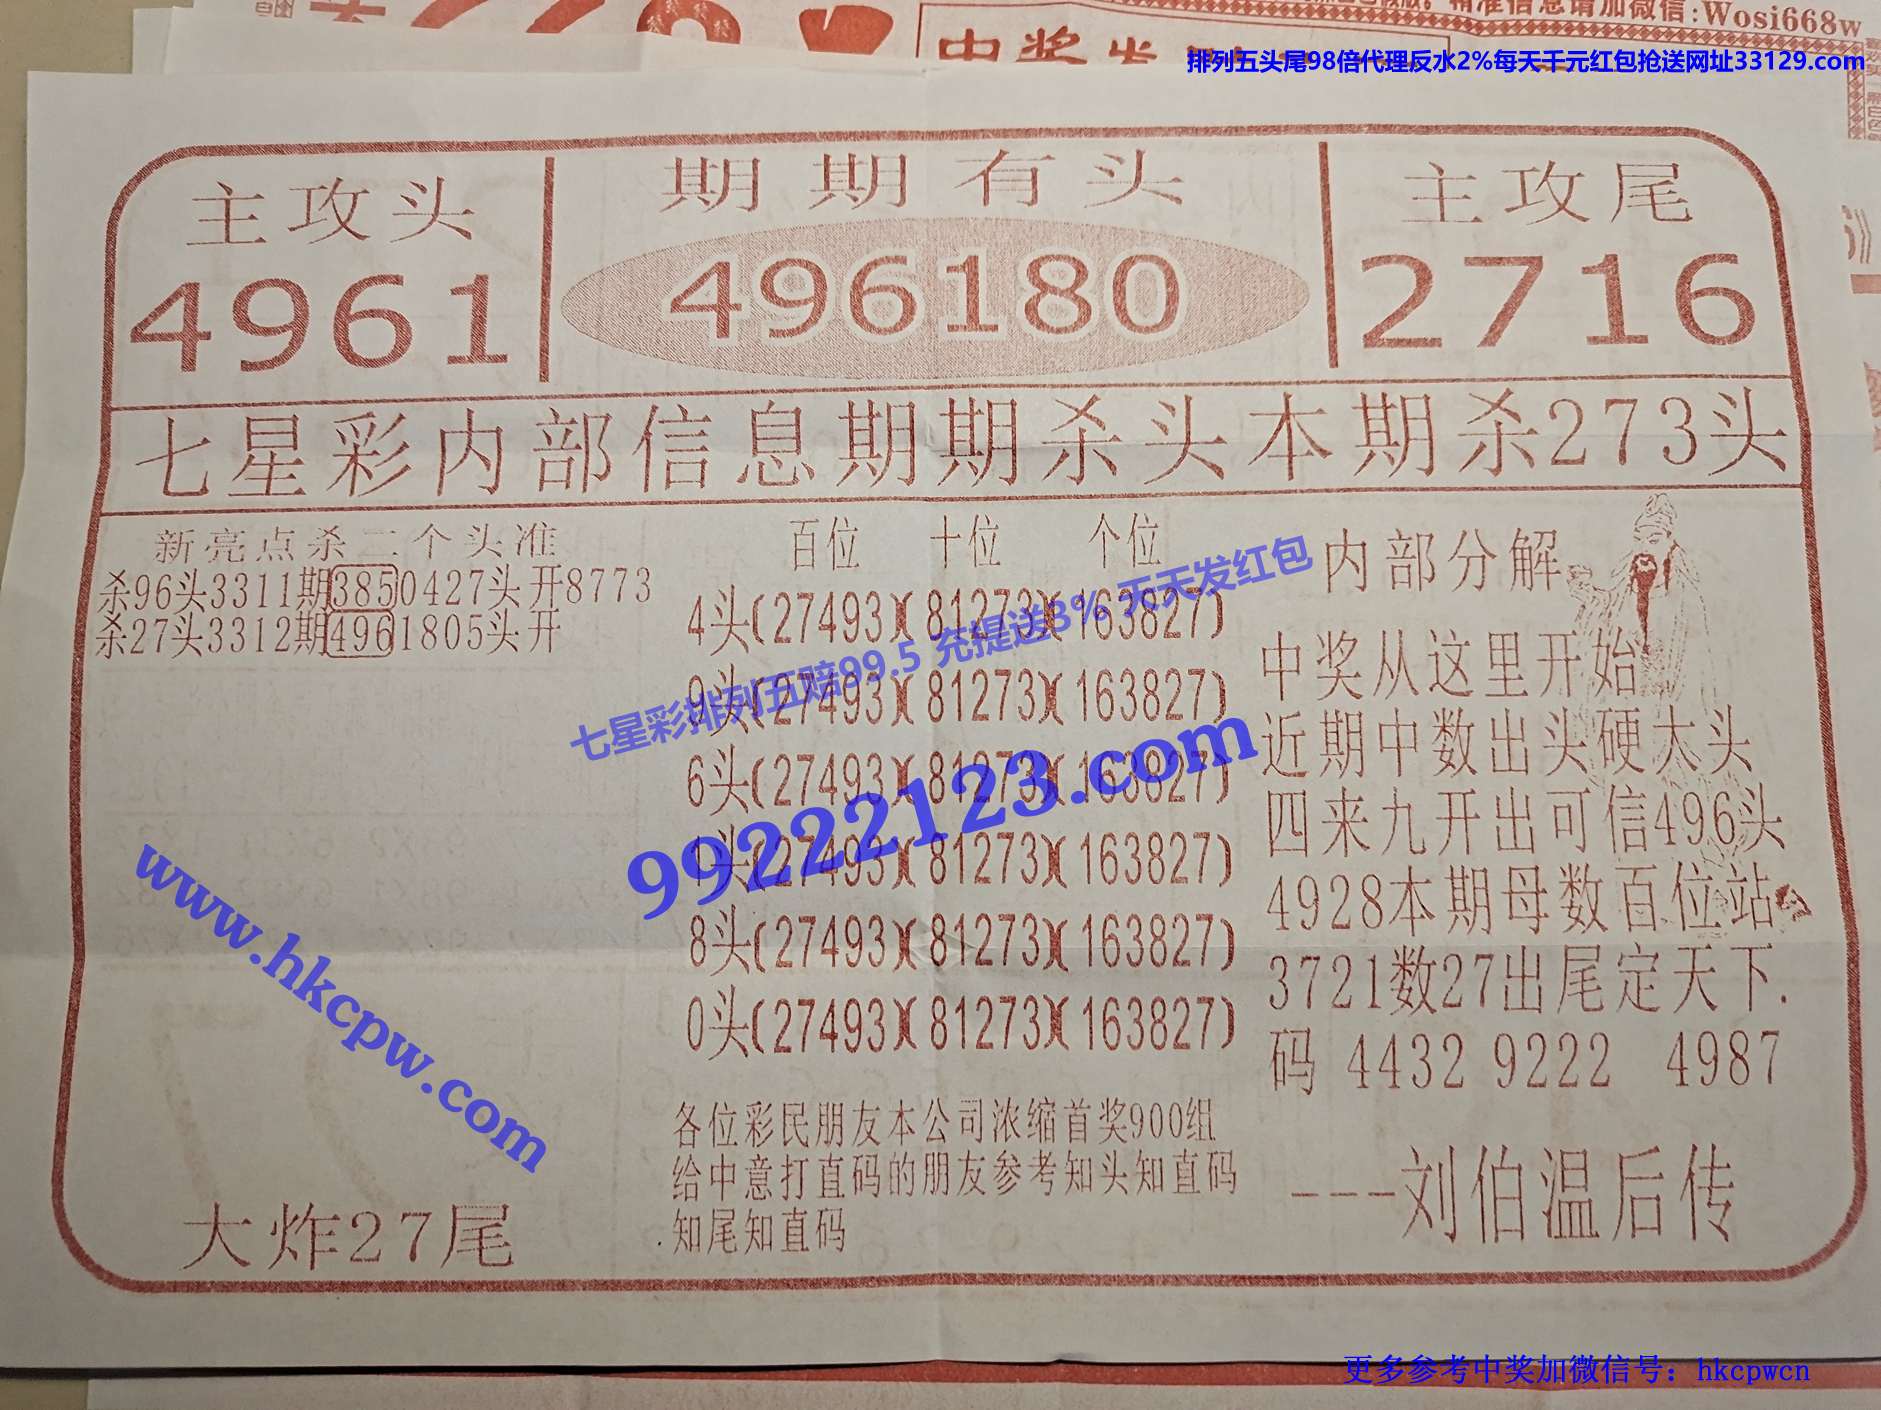 精准信息请加微信:Wosi668w
排列五头尾98倍代理反水2%每天千元红包抢送网址33129.com
主攻头
4961
期期有头
496180
主攻尾
2716
七星彩内部信息期期杀头本期杀273头
新亮点杀二个头准
杀96头3311期3850427头开8773
杀27头3312期4961805头开
大炸27尾
百位 十位 个位
4头(27493)(81273)(163827)
9头(27493)(81273)(163827)
6头(27493)(81273)(163827)
1头(27493)(81273)(163827)
8头(27493)(81273)(163827)
0头(27493)(81273)(163827)
各位彩民朋友本公司浓缩首奖900组
给中意打直码的朋友参考知头知直码
知尾知直码
内部分解
中奖从这里开始
近期中数出头硬太头
四来九开出可信496头
4928本期母数百位站
3721数27出尾定天下.
码 4432 9222 4987
---刘伯温后传
七星彩排列五赔99.5 充提送3% 天天发红包
99222123.com
www.hkcpw.com
更多参考中奖加微信号：hkcpwcn